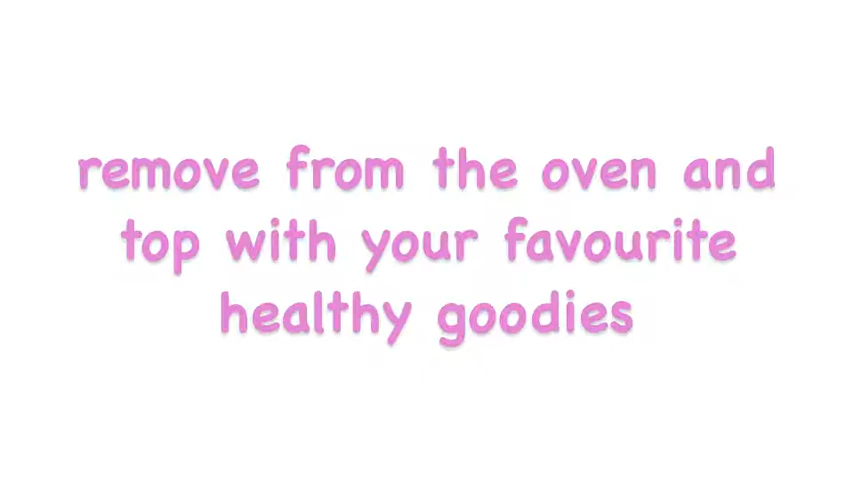 remove from the oven and
top with your favourite
healthy goodies